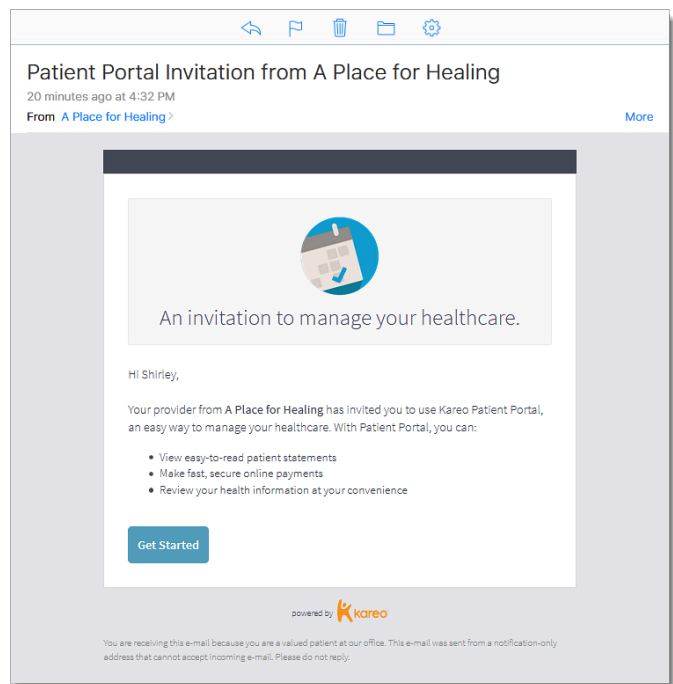 Patient Portal Invitation from A Place for Healing
20 minutes ago at 4:32 PM
From A Place for Healing
More
An invitation to manage your healthcare.
Hi Shirley,
Your provider from A Place for Healing has invited you to use Kareo Patient Portal,
an easy way to manage your healthcare. With Patient Portal, you can:
• View easy-to-read patient statements
• Make fast, secure online payments
• Review your health information at your convenience
Get Started
powered by kareo
You are receiving this e-mail because you are a valued patient at our office. This e-mail was sent from a notification-only
address that cannot accept incoming e-mail. Please do not reply.